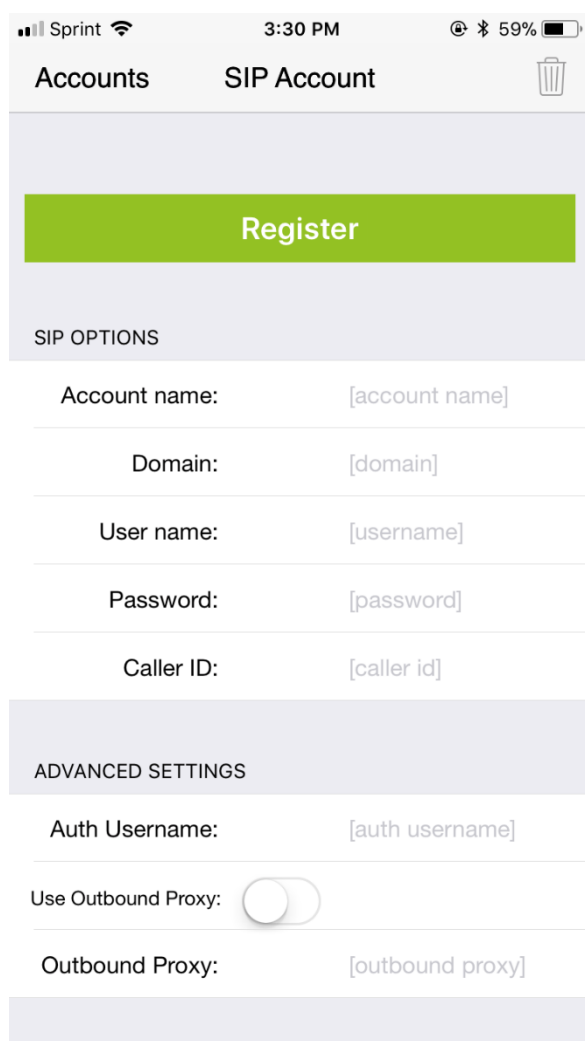 Sprint 3:30 PM 59%
Accounts SIP Account
Register
SIP OPTIONS
Account name: [account name]
Domain: [domain]
User name: [username]
Password: [password]
Caller ID: [caller id]
ADVANCED SETTINGS
Auth Username: [auth username]
Use Outbound Proxy:
Outbound Proxy: [outbound proxy]